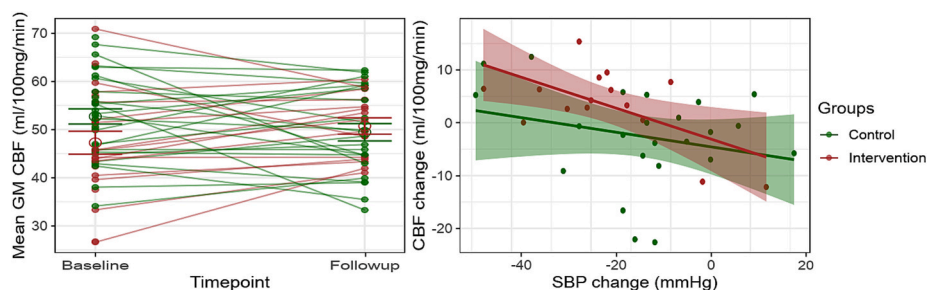 Mean GM CBF (ml/100mg/min)
70
60
50
40
30
Baseline
Followup
Timepoint
CBF change (ml/100mg/min)
10
0
-10
-20
-40
-20
0
20
SBP change (mmHg)
Groups
Control
Intervention